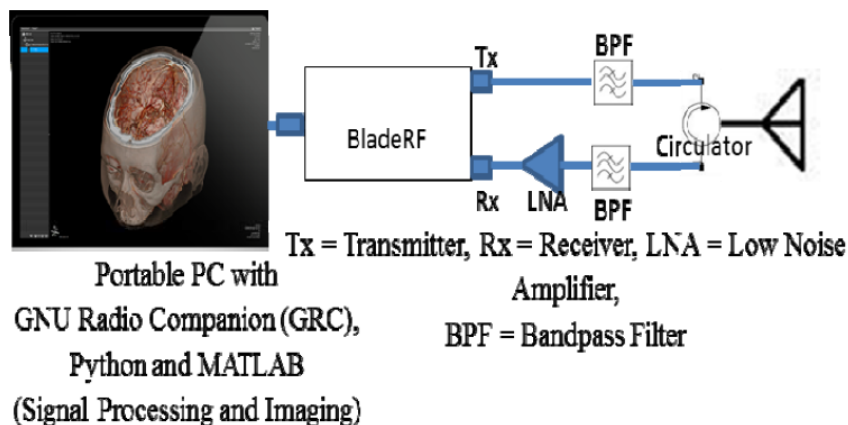 Tx
BPF
BladeRF
Circulator
Rx
LNA
BPF
Tx = Transmitter, Rx = Receiver, LNA = Low Noise
Amplifier,
BPF = Bandpass Filter
Portable PC with
GNU Radio Companion (GRC),
Python and MATLAB
(Signal Processing and Imaging)